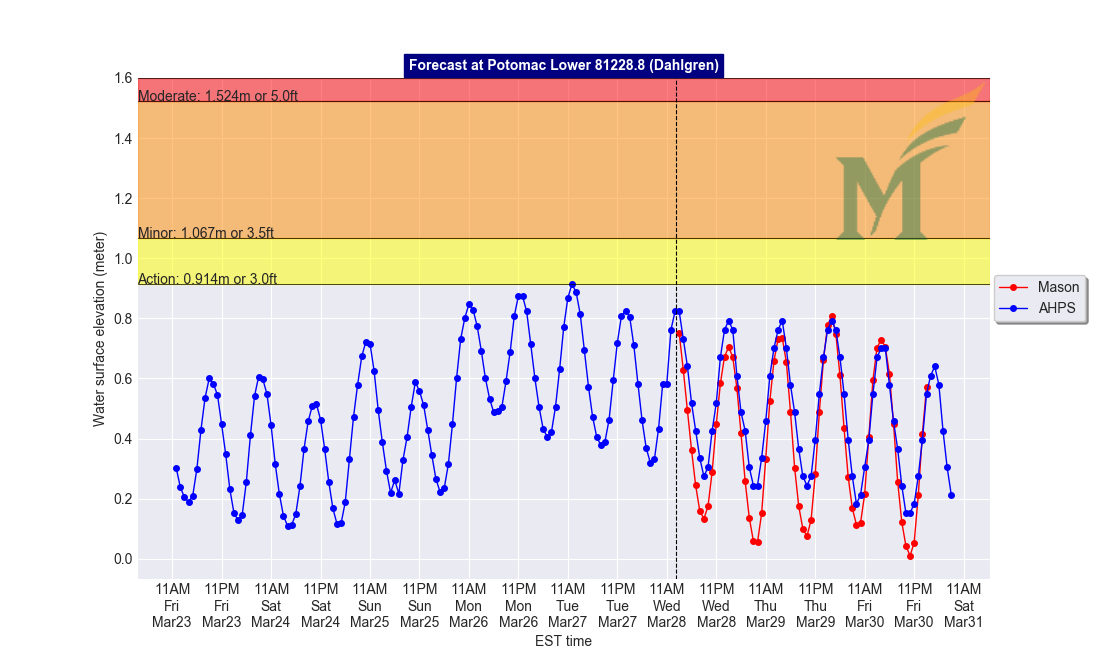 Forecast at Potomac Lower 81228.8 (Dahlgren)
1.6
1.4
1.2
1.0
0.8
0.6
0.4
0.2
0.0
Water surface elevation (meter)
Moderate: 1.524m or 5.0ft
Minor: 1.067m or 3.5ft
Action: 0.914m or 3.0ft
M
Mason
AHPS
11AM 11PM 11AM 11PM 11AM 11PM 11AM 11PM 11AM 11PM 11AM 11PM 11AM 11PM 11AM 11PM 11AM
Fri Fri Sat Sat Sun Sun Mon Mon Tue Tue Wed Wed Thu Thu Fri Fri Sat
Mar23 Mar23 Mar24 Mar24 Mar25 Mar25 Mar26 Mar26 Mar27 Mar27 Mar28 Mar28 Mar29 Mar29 Mar30 Mar30 Mar31
EST time